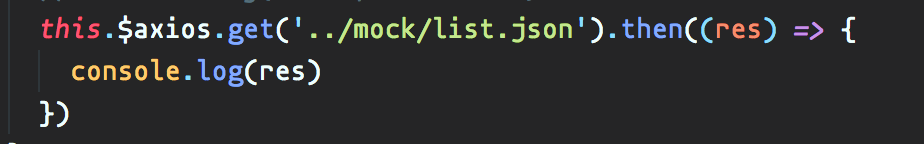 this.$axios.get('../mock/list.json').then((res) => {
console.log(res)
})